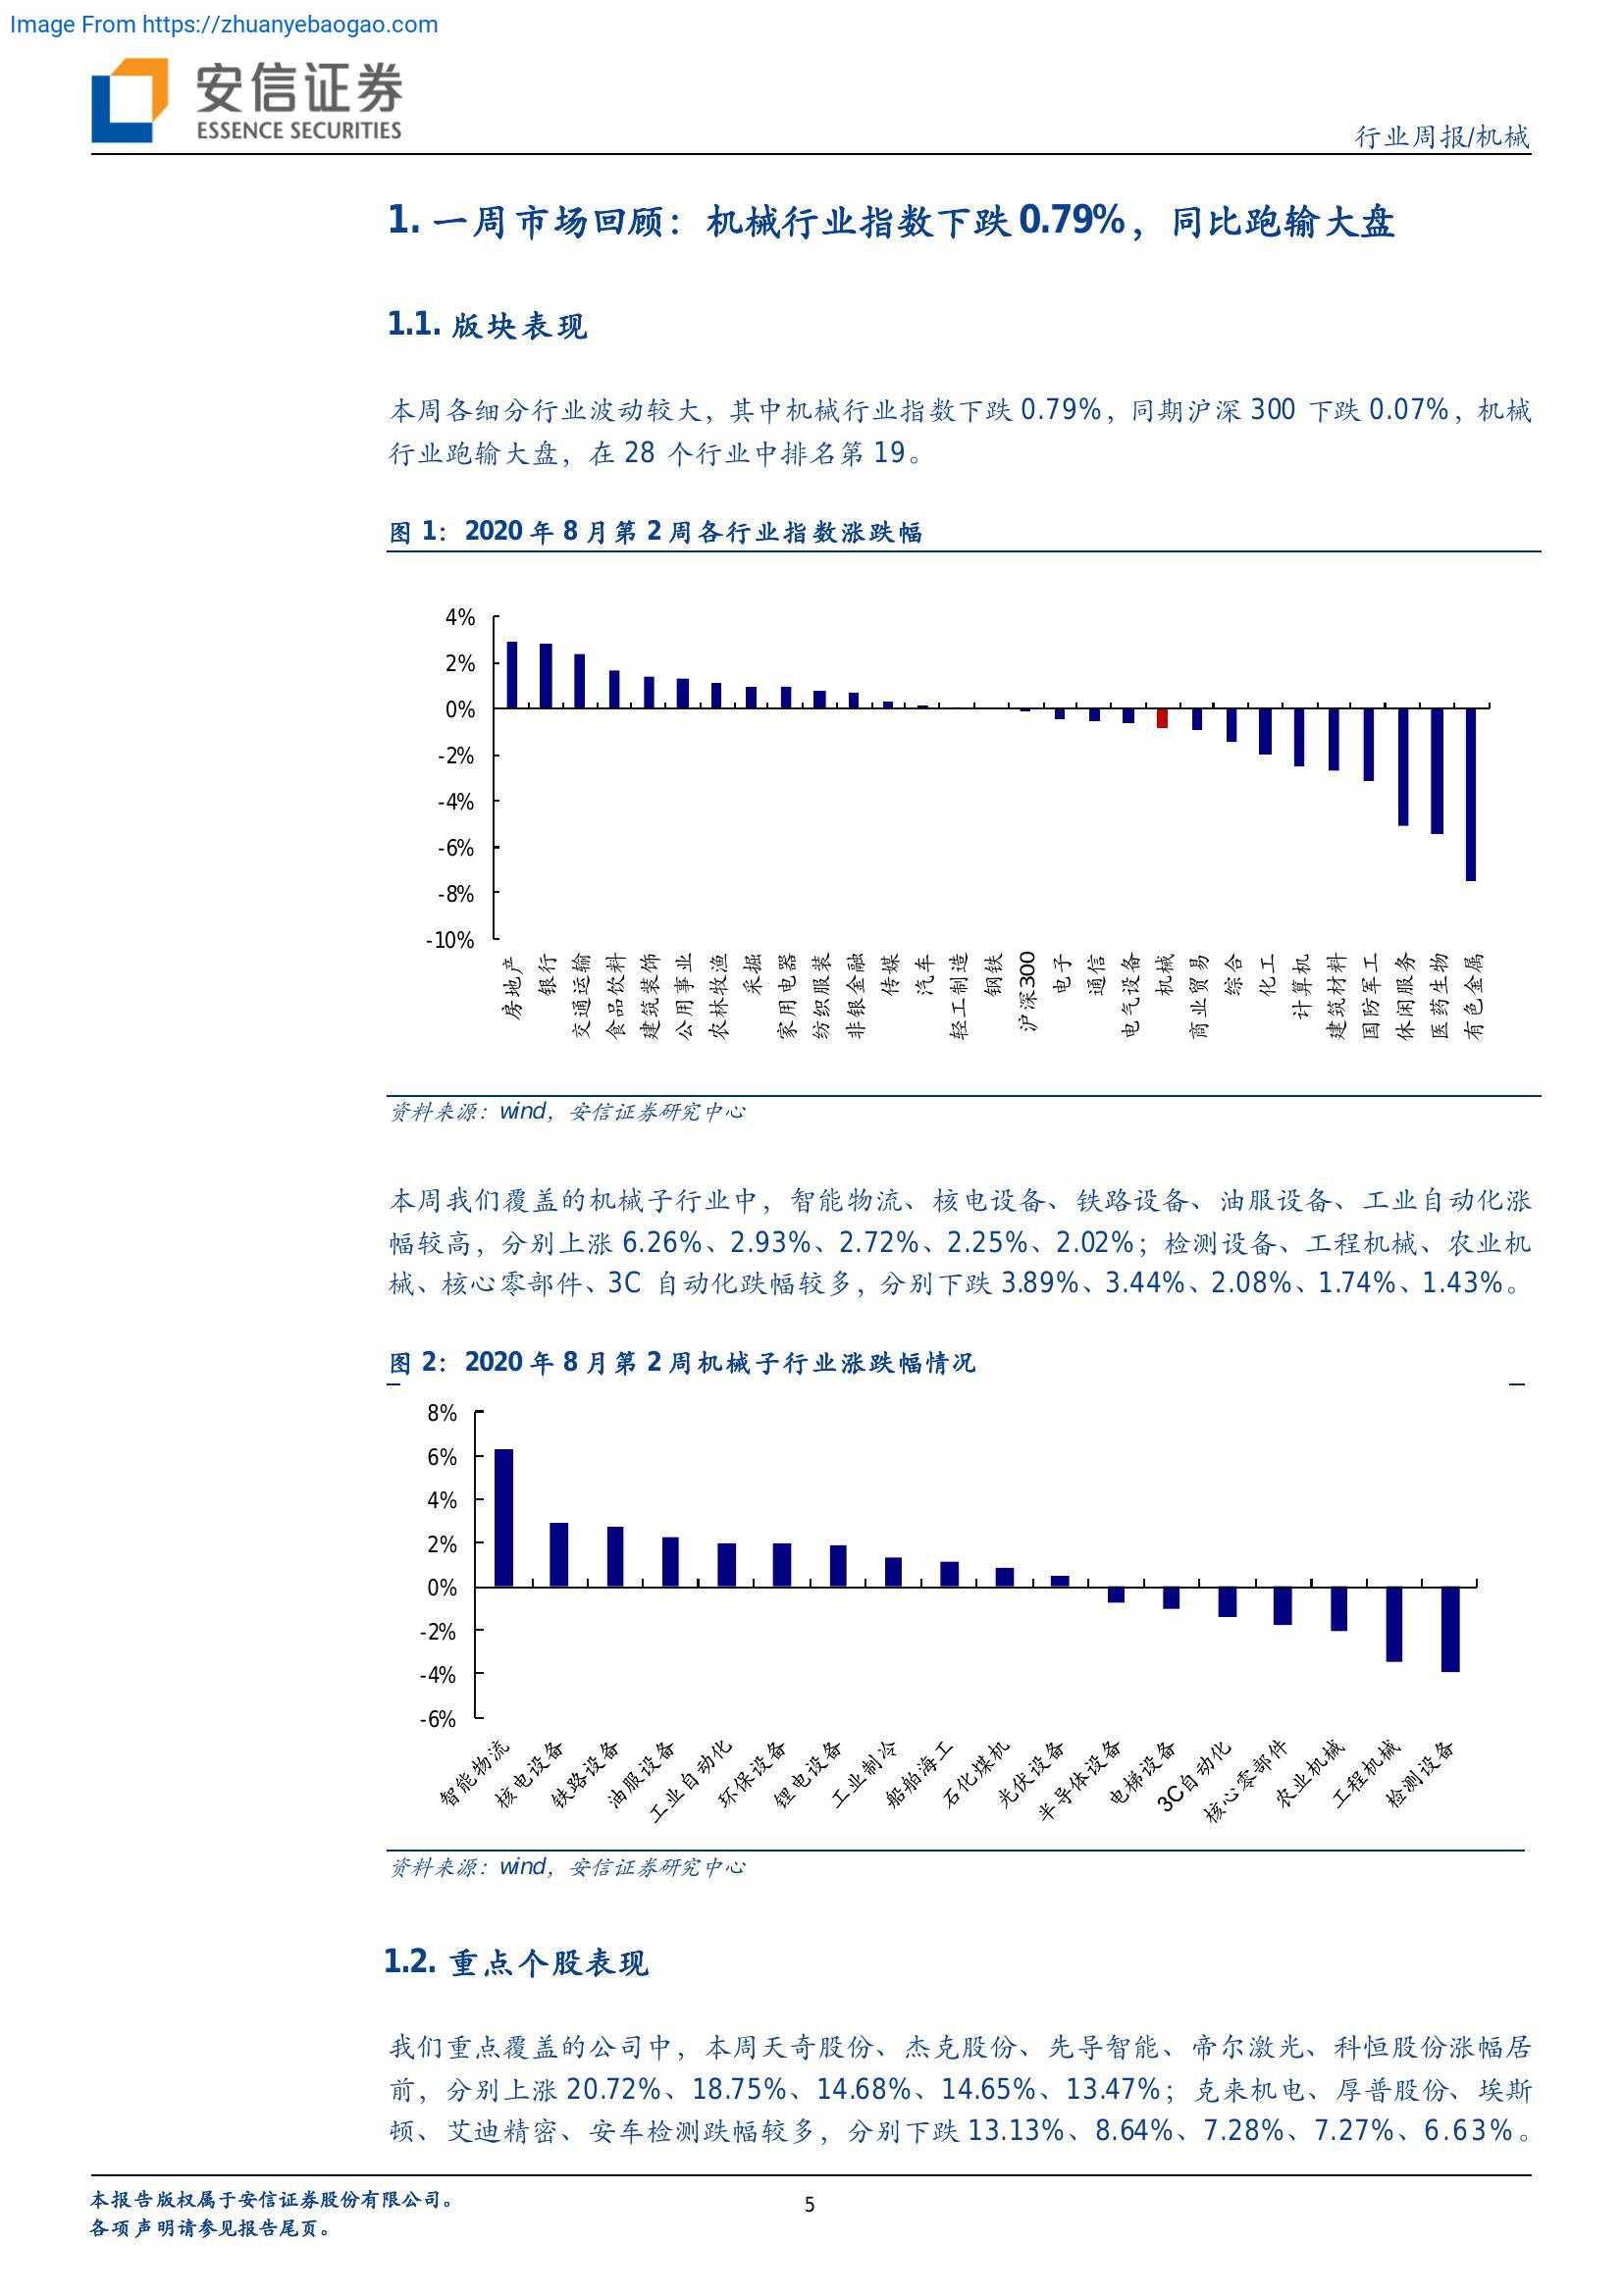 Image From https://zhuanyebaogao.com
安信证券
ESSENCE SECURITIES
行业周报/机械
1. 一周市场回顾：机械行业指数下跌 0.79%，同比跑输大盘
1.1. 版块表现
本周各细分行业波动较大，其中机械行业指数下跌 0.79%，同期沪深 300 下跌 0.07%，机械
行业跑输大盘，在 28 个行业中排名第 19。
图 1：2020 年 8 月第 2 周各行业指数涨跌幅
4%
2%
0%
-2%
-4%
-6%
-8%
-10%
房地产
银行
交通运输
食品饮料
建筑装饰
公用事业
农林牧渔
采掘
家用电器
纺织服装
非银金融
传媒
汽车
轻工制造
钢铁
沪深300
电子
通信
电气设备
机械
商业贸易
综合
化工
计算机
建筑材料
国防军工
休闲服务
医药生物
有色金属
资料来源：wind，安信证券研究中心
本周我们覆盖的机械子行业中，智能物流、核电设备、铁路设备、油服设备、工业自动化涨
幅较高，分别上涨 6.26%、2.93%、2.72%、2.25%、2.02%；检测设备、工程机械、农业机
械、核心零部件、3C 自动化跌幅较多，分别下跌 3.89%、3.44%、2.08%、1.74%、1.43%。
图 2：2020 年 8 月第 2 周机械子行业涨跌幅情况
8%
6%
4%
2%
0%
-2%
-4%
-6%
智能物流
核电设备
铁路设备
油服设备
工业自动化
环保设备
锂电设备
工业制冷
船舶海工
石化煤机
光伏设备
半导体设备
电梯设备
3C自动化
核心零部件
农业机械
工程机械
检测设备
资料来源：wind，安信证券研究中心
1.2. 重点个股表现
我们重点覆盖的公司中，本周天奇股份、杰克股份、先导智能、帝尔激光、科恒股份涨幅居
前，分别上涨 20.72%、18.75%、14.68%、14.65%、13.47%；克来机电、厚普股份、埃斯
顿、艾迪精密、安车检测跌幅较多，分别下跌 13.13%、8.64%、7.28%、7.27%、6.63%。
本报告版权属于安信证券股份有限公司。
5
各项声明请参见报告尾页。